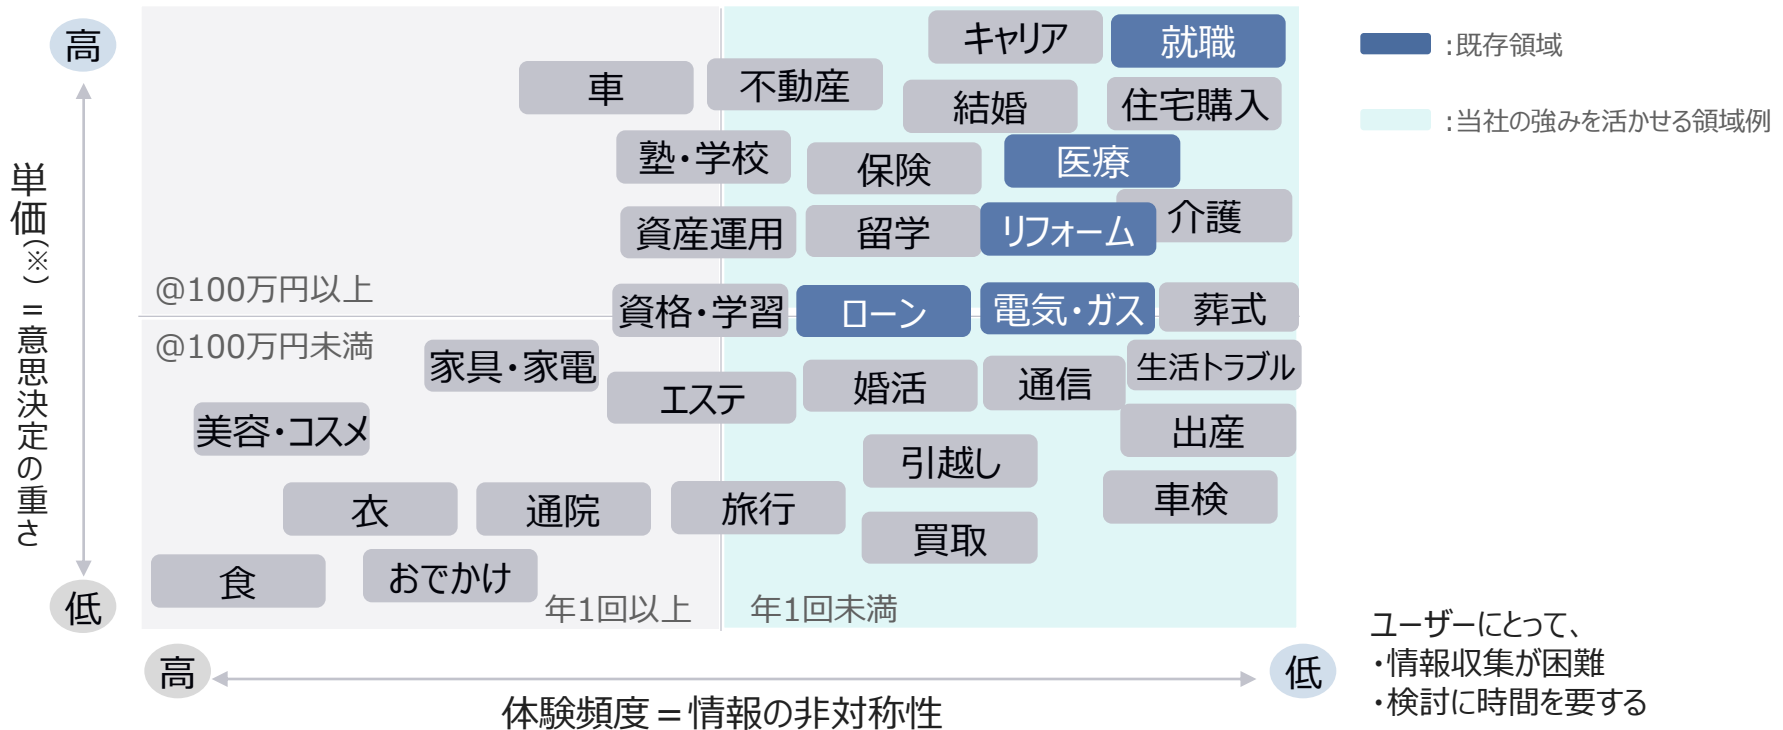 高
キャリア
就職
:既存領域
車
不動産
結婚
住宅購入
:当社の強みを活かせる領域例
塾・学校
保険
医療
資産運用
留学
リフォーム
介護
単価(※)=意思決定の重さ
@100万円以上
資格・学習
ローン
電気・ガス
葬式
@100万円未満
家具・家電
エステ
婚活
通信
生活トラブル
美容・コスメ
出産
引越し
衣
通院
旅行
車検
買取
食
おでかけ
低
年1回以上
年1回未満
高
低
体験頻度=情報の非対称性
ユーザーにとって、
・情報収集が困難
・検討に時間を要する